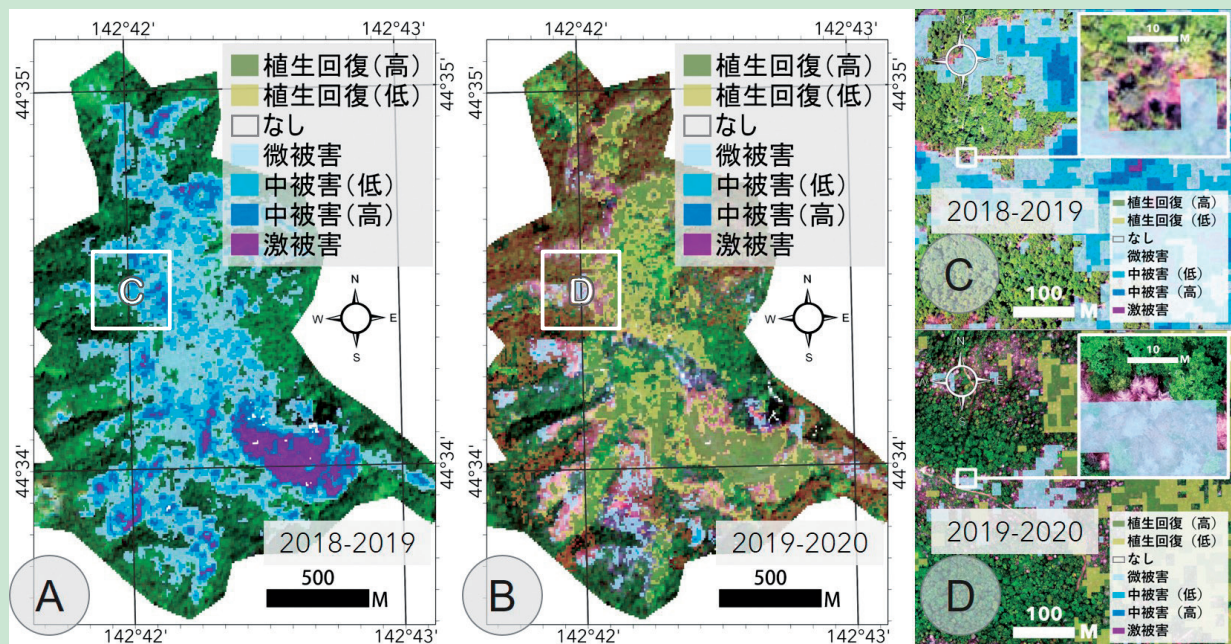 142°42'
142°43'
142°42'
142°43'
44°35'
44°35'
44°35'
44°34'
44°34'
44°34'
植生回復(高)
植生回復(低)
なし
微被害
中被害(低)
中被害(高)
激被害
C
N
W
E
S
2018-2019
500
M
A
142°42'
142°43'
植生回復(高)
植生回復(低)
なし
微被害
中被害(低)
中被害(高)
激被害
D
N
W
E
S
2019-2020
500
M
B
142°42'
142°43'
N
W
E
10
M
2018-2019
植生回復(高)
植生回復(低)
なし
微被害
中被害(低)
中被害(高)
激被害
C
100
M
N
W
E
10
M
2019-2020
植生回復(高)
植生回復(低)
なし
微被害
中被害(低)
中被害(高)
激被害
D
100
M